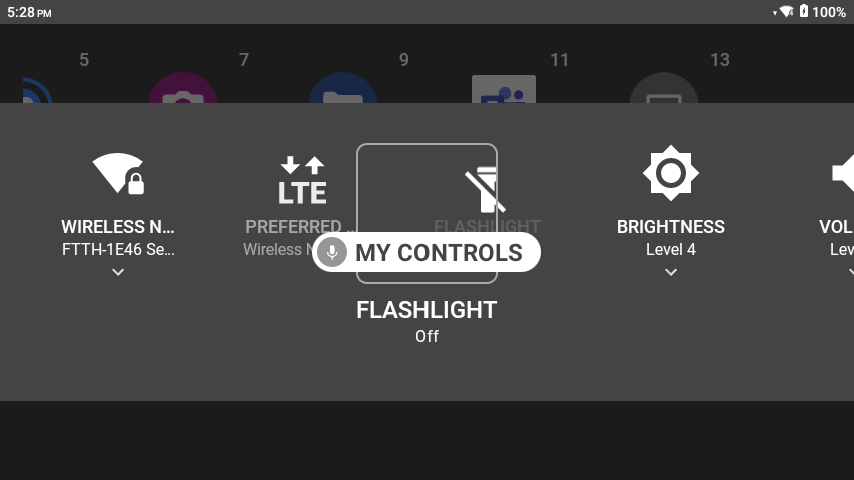 5:28 PM
100%
5 7 9 11 13
LTE
WIRELESS N...
PREFERRED ...
FLASHLIGHT
BRIGHTNESS
VOL
FTTH-1E46 Se...
Wireless N
Level 4
Lev
MY CONTROLS
FLASHLIGHT
Off